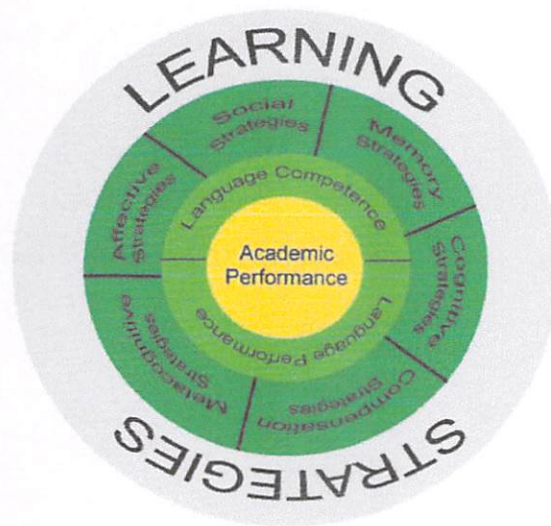 LEARNING
Social
Strategies
Memory
Strategies
Cognitive
Strategies
Compensation
Strategies
Metacognitive
Strategies
Affective
Strategies
Language Competence
Academic
Performance
Language Performance
STRATEGIES